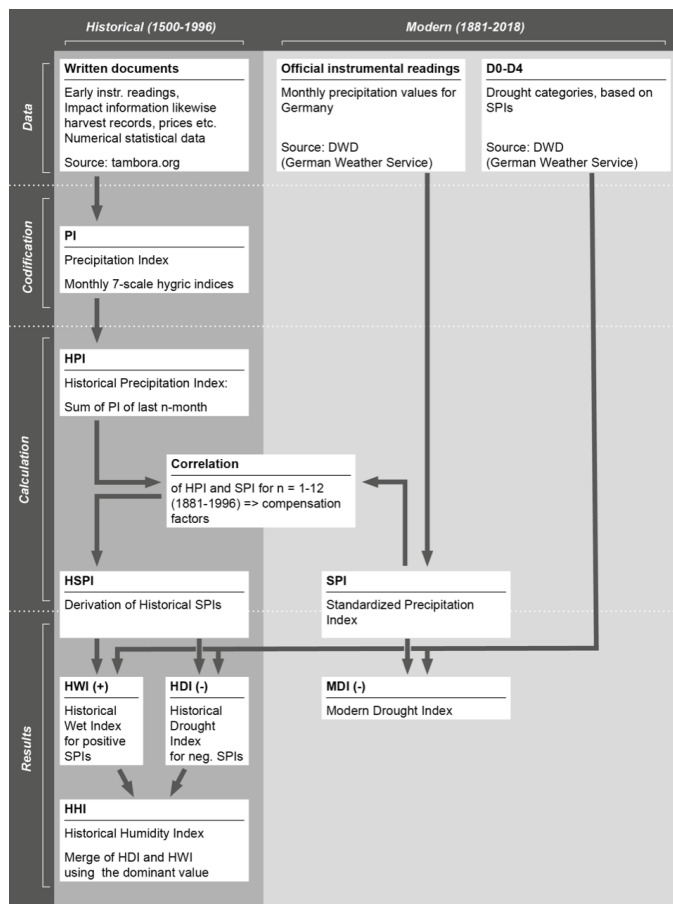 Historical (1500-1996)
Modern (1881-2018)
Data
Written documents
Early instr. readings,
Impact information likewise
harvest records, prices etc.
Numerical statistical data
Source: tambora.org
Official instrumental readings
Monthly precipitation values for
Germany
Source: DWD
(German Weather Service)
D0-D4
Drought categories, based on
SPIs
Source: DWD
(German Weather Service)
Codification
PI
Precipitation Index
Monthly 7-scale hygric indices
Calculation
HPI
Historical Precipitation Index:
Sum of PI of last n-month
Correlation
of HPI and SPI for n = 1-12
(1881-1996) => compensation
factors
HSPI
Derivation of Historical SPIs
SPI
Standardized Precipitation
Index
Results
HWI (+)
Historical
Wet Index
for positive
SPIs
HDI (-)
Historical
Drought
Index
for neg. SPIs
MDI (-)
Modern Drought Index
HHI
Historical Humidity Index
Merge of HDI and HWI
using the dominant value